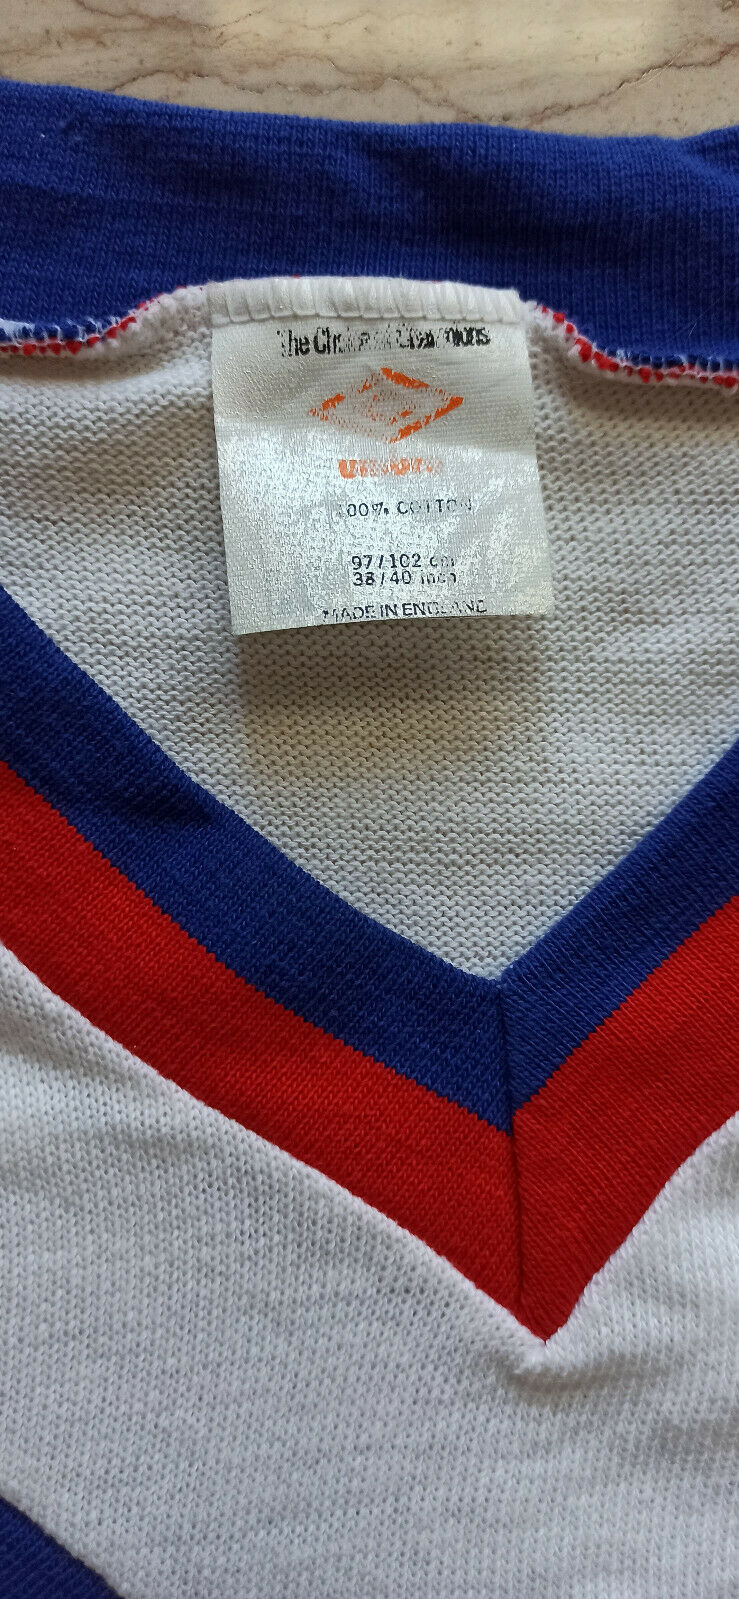 The Choice of Champions
umbro
100% COTTON
97/102 cm
38/40 inch
MADE IN ENGLAND